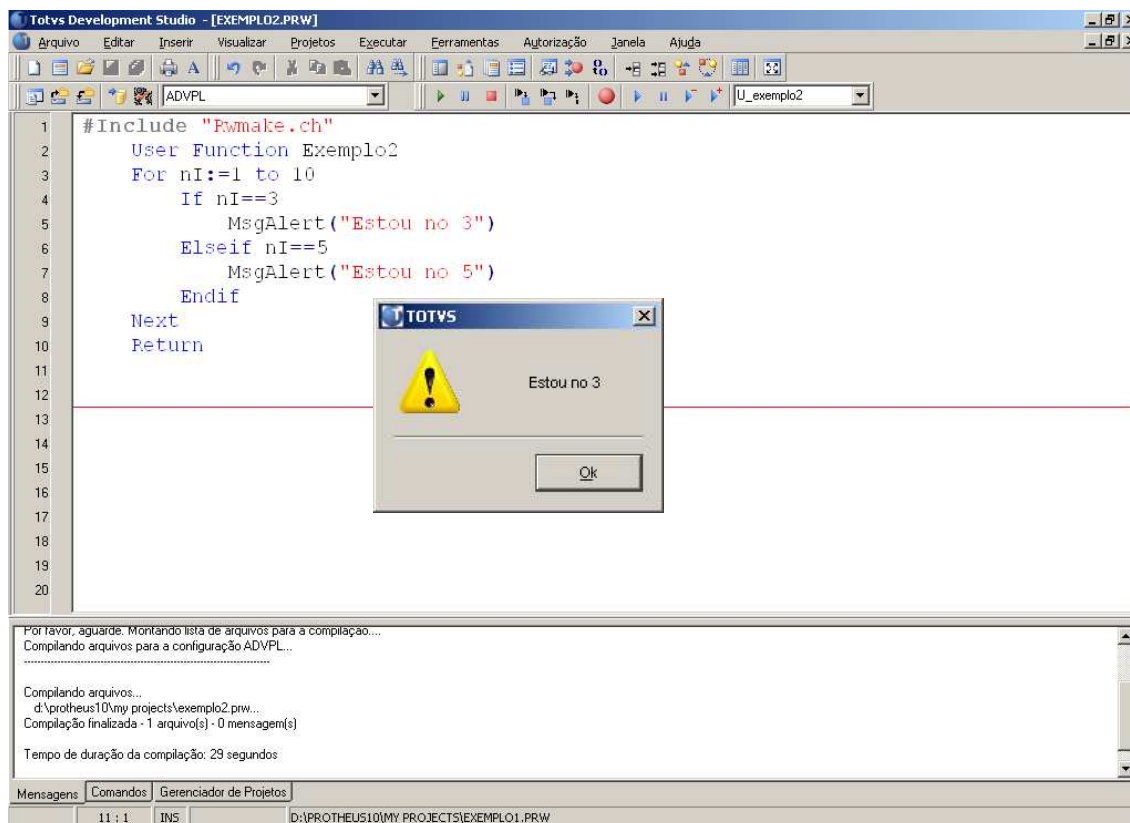 Totvs Development Studio - [EXEMPLO2.PRW]
Arquivo Editar Inserir Visualizar Projetos Executar Ferramentas Autorização Janela Ajuda
ADVPL U_exemplo2
1 #Include "Rwmake.ch"
2 User Function Exemplo2
3 For nI:=1 to 10
4 If nI==3
5 MsgAlert("Estou no 3")
6 Elseif nI==5
7 MsgAlert("Estou no 5")
8 Endif
9 Next
10 Return
11
12
13
14
15
16
17
18
19
20
TOTVS
Estou no 3
Ok
Por favor, aguarde. Montando lista de arquivos para a compilação....
Compilando arquivos para a configuração ADVPL...
--------------------------------------------------------------------------------
Compilando arquivos...
d:\protheus10\my projects\exemplo2.prw...
Compilação finalizada - 1 arquivo(s) - 0 mensagem(s)
Tempo de duração da compilação: 29 segundos
Mensagens Comandos Gerenciador de Projetos
11 : 1 INS D:\PROTHEUS10\MY PROJECTS\EXEMPLO1.PRW